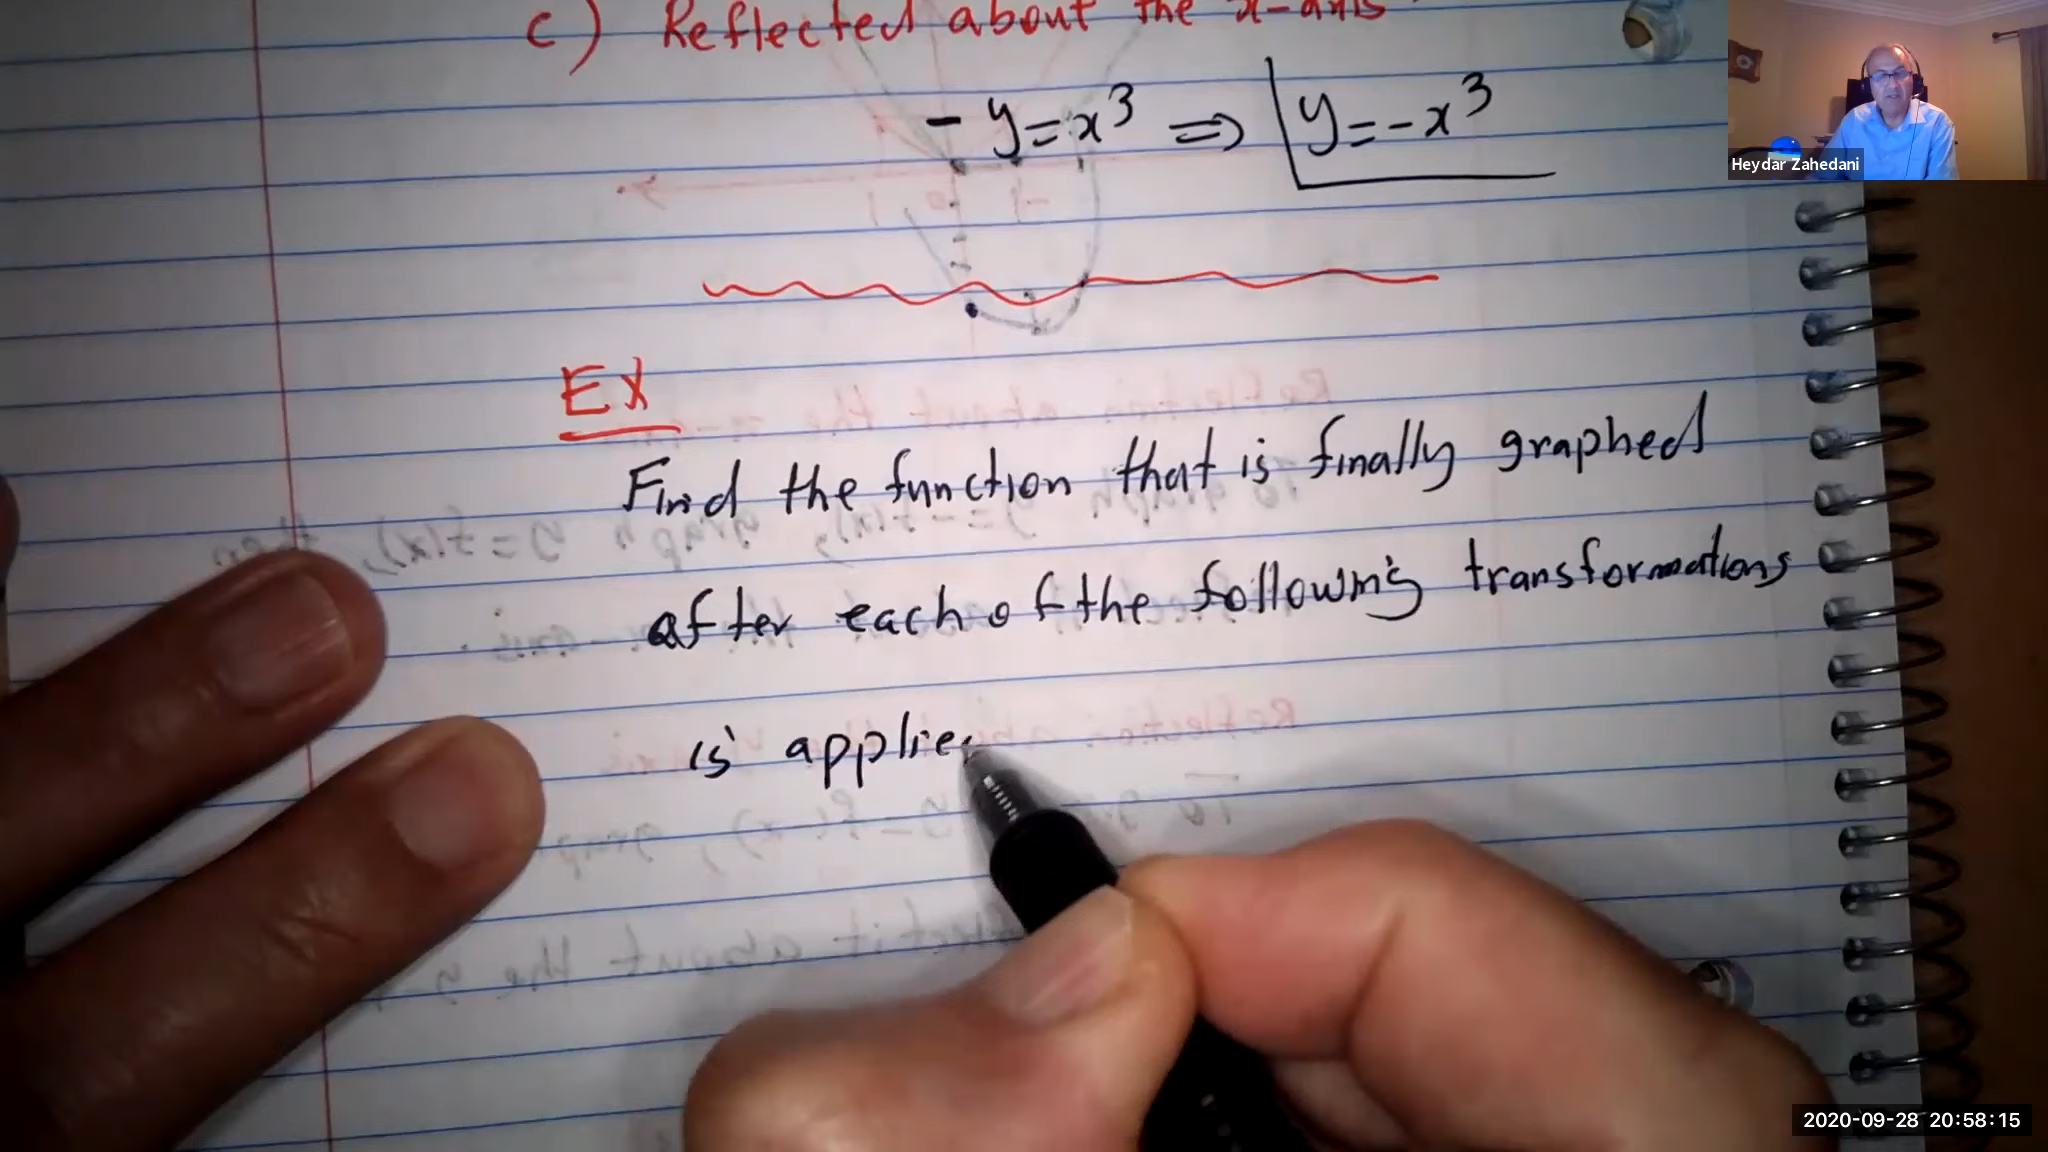 c) Reflected about the x-axis
- y = x³ ⇒ y = -x³
Heydar Zahedani
EX
Find the function that is finally graphed
after each of the following transformations
is applied
2020-09-28 20:58:15